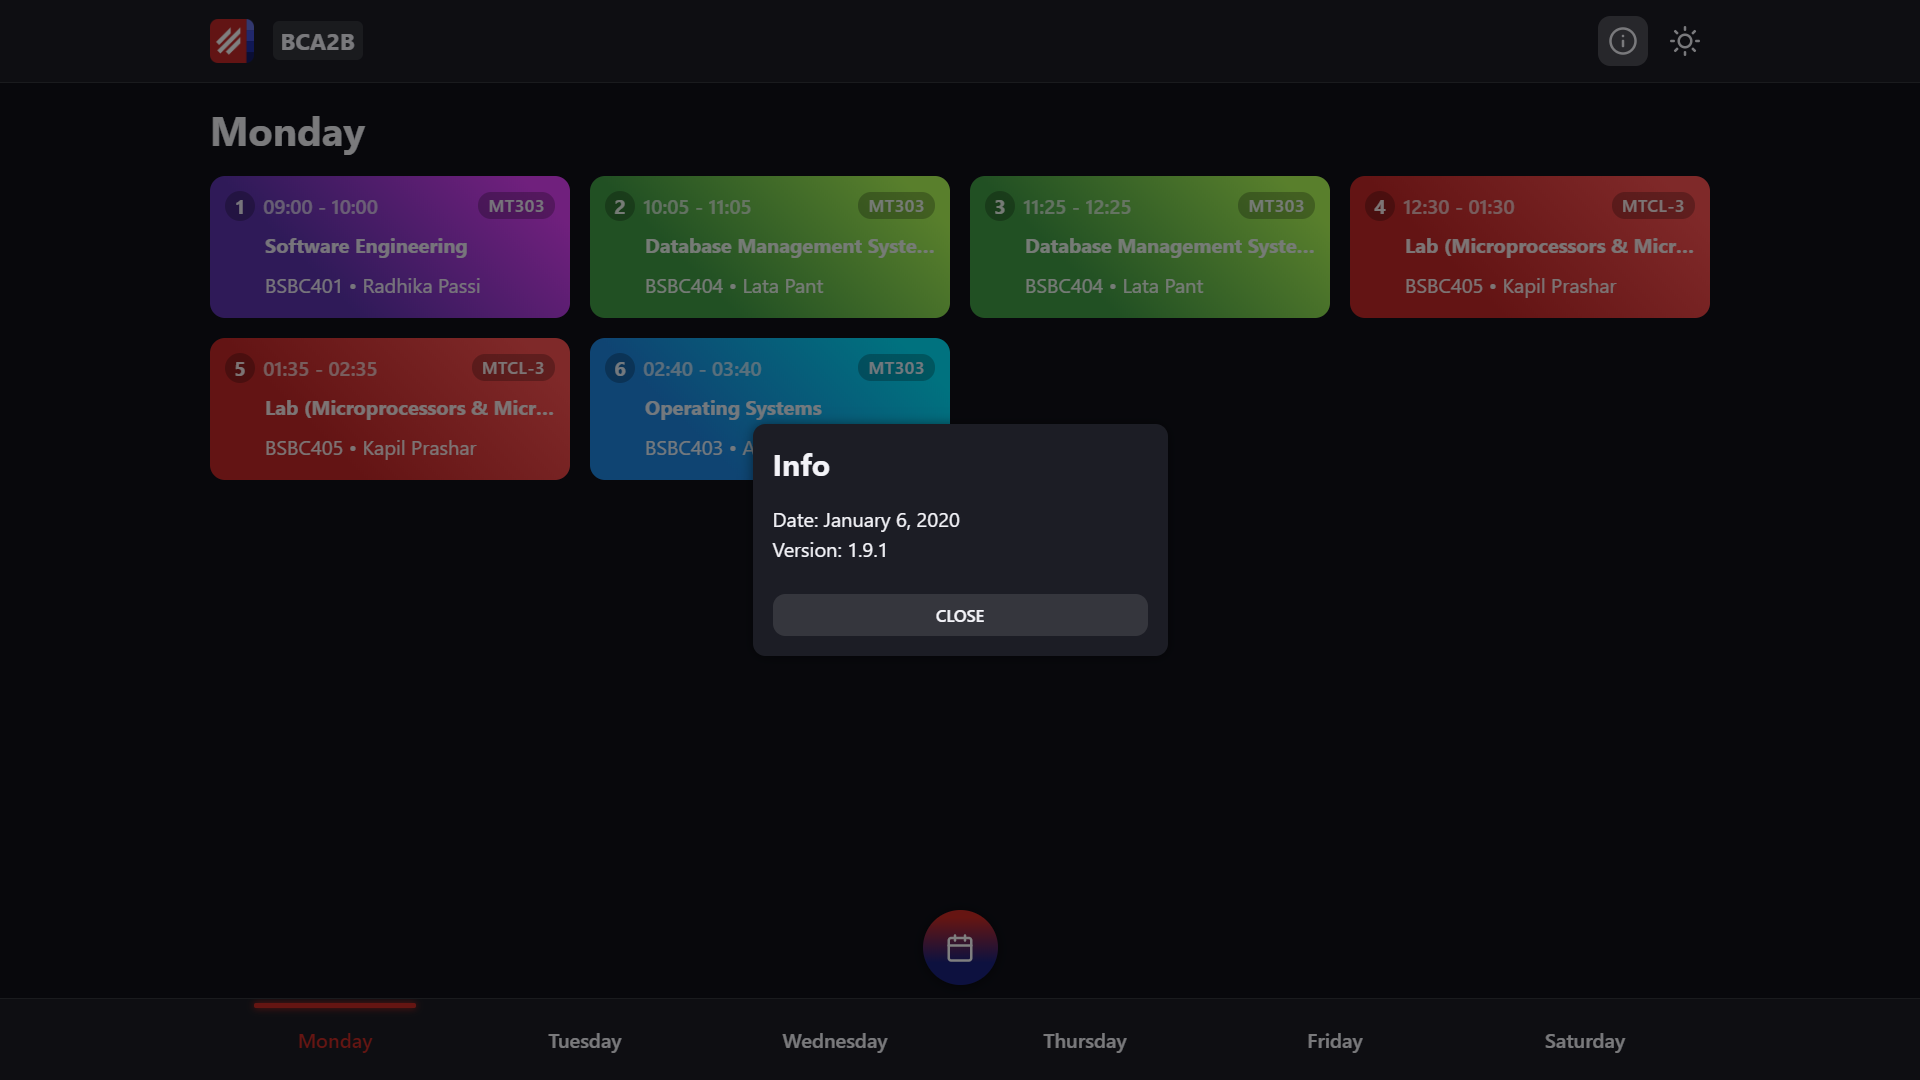 BCA2B
Monday
1 09:00 - 10:00 MT303
Software Engineering
BSBC401 • Radhika Passi
2 10:05 - 11:05 MT303
Database Management Syste...
BSBC404 • Lata Pant
3 11:25 - 12:25 MT303
Database Management Syste...
BSBC404 • Lata Pant
4 12:30 - 01:30 MTCL-3
Lab (Microprocessors & Micr...
BSBC405 • Kapil Prashar
5 01:35 - 02:35 MTCL-3
Lab (Microprocessors & Micr...
BSBC405 • Kapil Prashar
6 02:40 - 03:40 MT303
Operating Systems
BSBC403 •
Info
Date: January 6, 2020
Version: 1.9.1
CLOSE
Monday
Tuesday
Wednesday
Thursday
Friday
Saturday